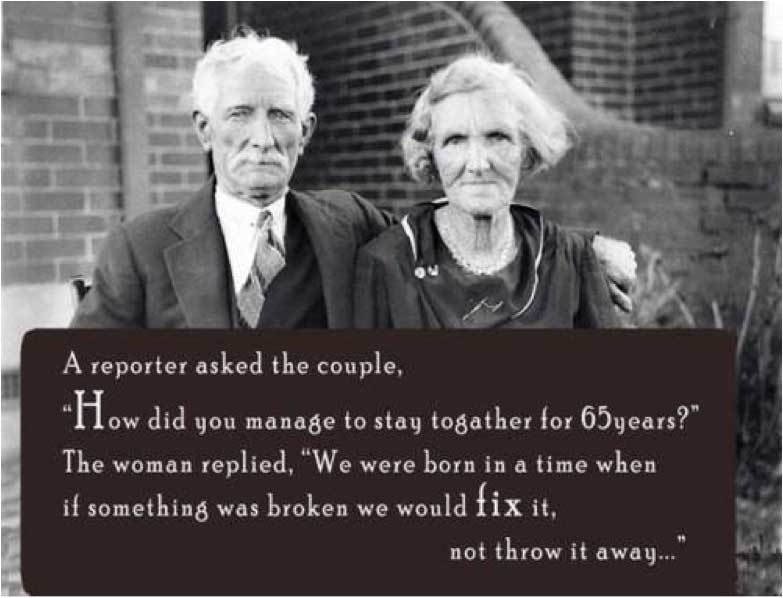 A reporter asked the couple,
“How did you manage to stay togather for 65years?”
The woman replied, “We were born in a time when
if something was broken we would fix it,
not throw it away...”